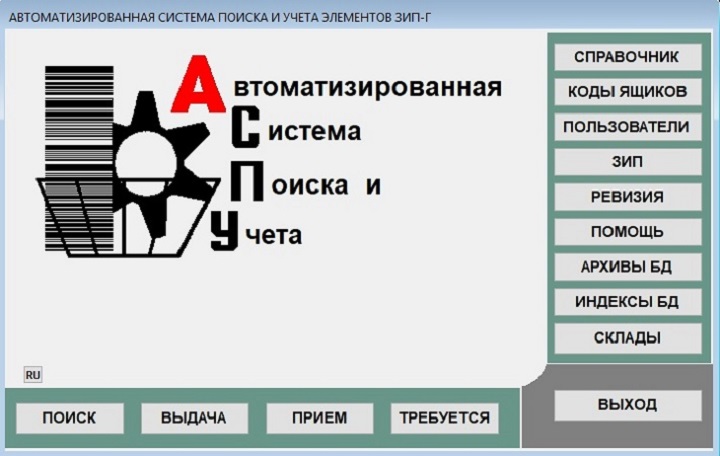 АВТОМАТИЗИРОВАННАЯ СИСТЕМА ПОИСКА И УЧЕТА ЭЛЕМЕНТОВ ЗИП-Г
Автоматизированная
Система
Поиска и
Учета
RU
СПРАВОЧНИК
КОДЫ ЯЩИКОВ
ПОЛЬЗОВАТЕЛИ
ЗИП
РЕВИЗИЯ
ПОМОЩЬ
АРХИВЫ БД
ИНДЕКСЫ БД
СКЛАДЫ
ПОИСК
ВЫДАЧА
ПРИЕМ
ТРЕБУЕТСЯ
ВЫХОД